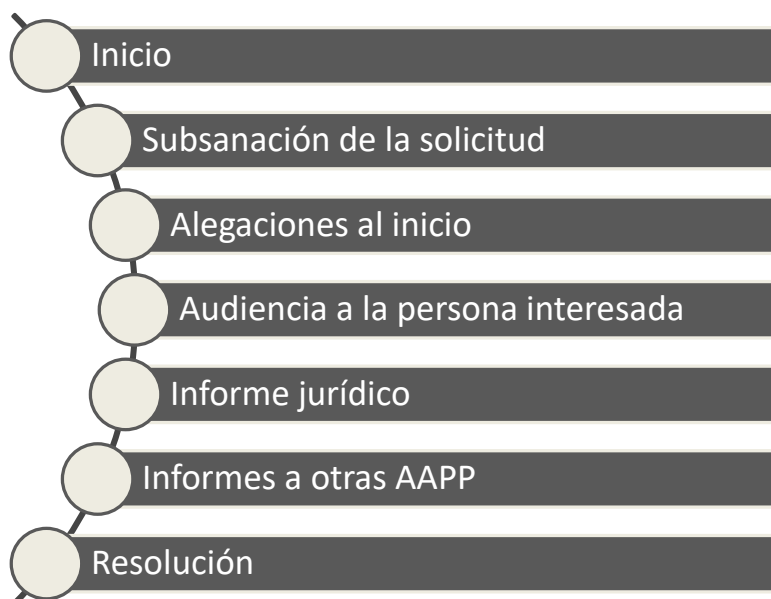 Inicio
Subsanación de la solicitud
Alegaciones al inicio
Audiencia a la persona interesada
Informe jurídico
Informes a otras AAPP
Resolución